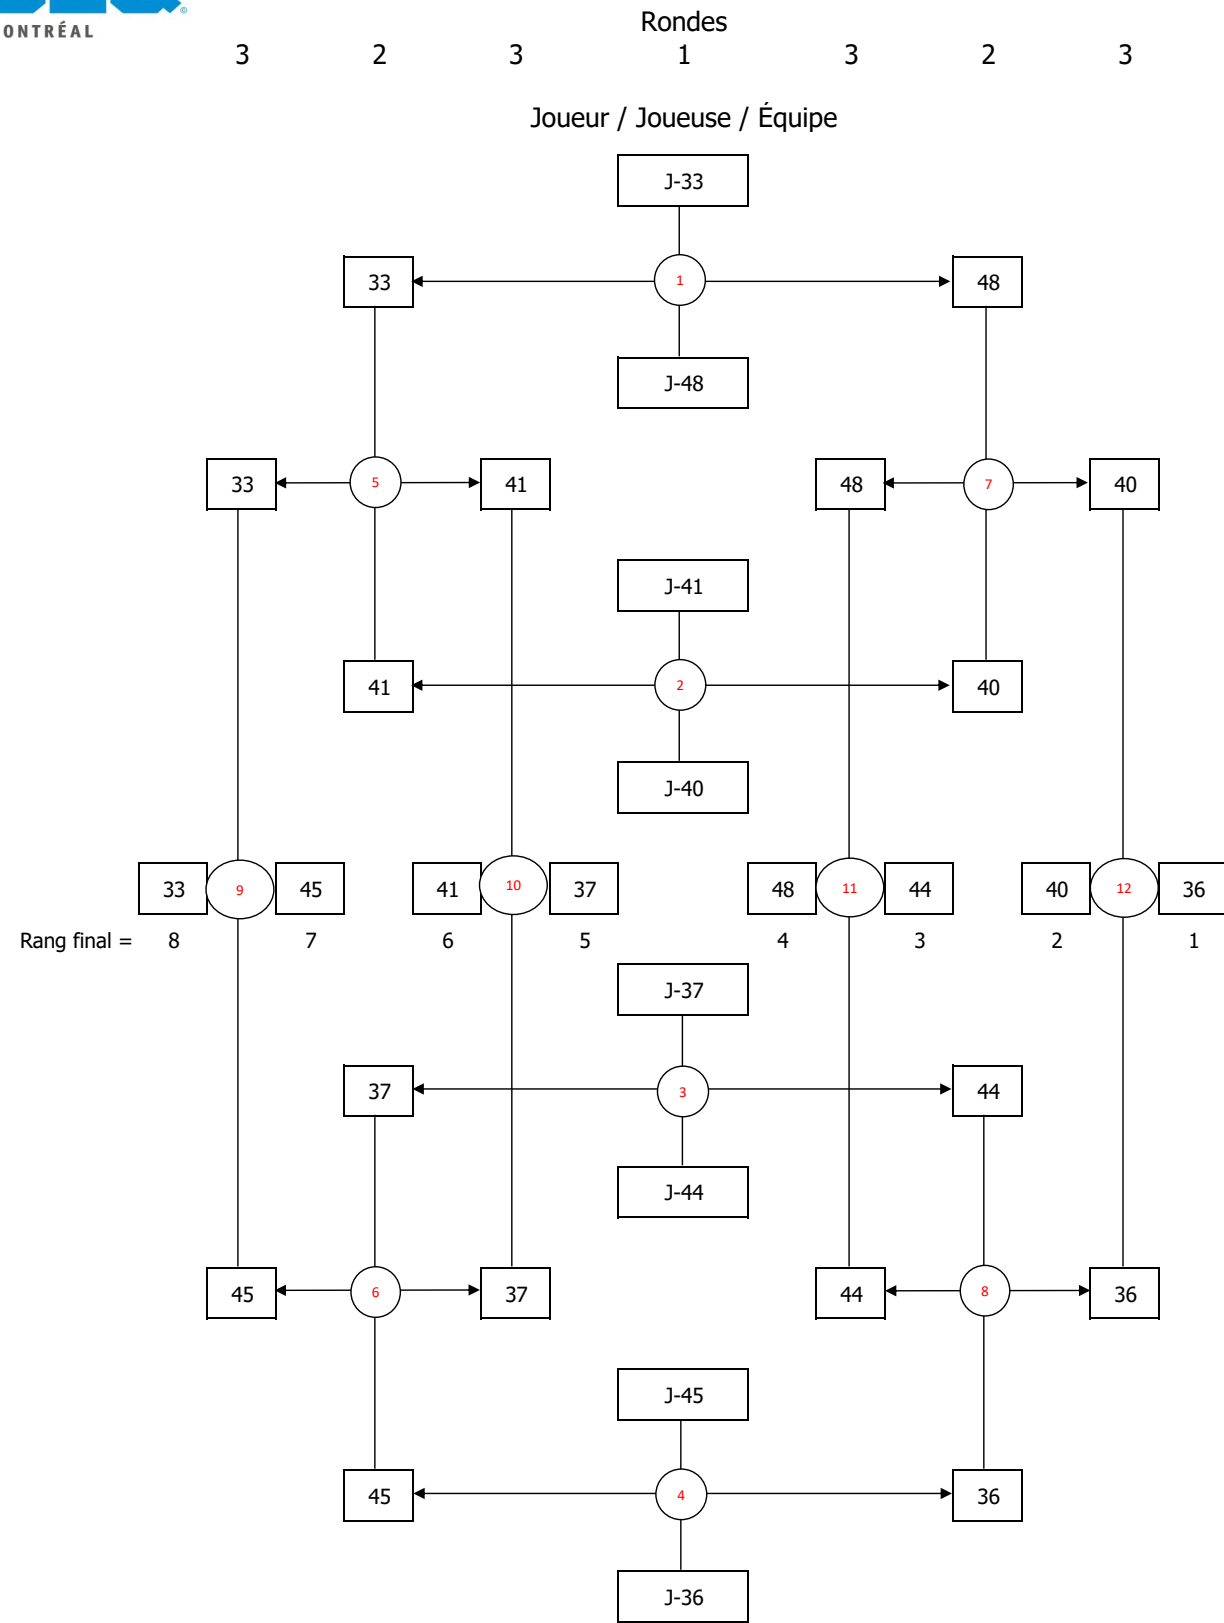 ONTRÉAL
Rondes
3 2 3 1 3 2 3
Joueur / Joueuse / Équipe
J-33
33 1 48
J-48
33 5 41 48 7 40
J-41
41 2 40
J-40
33 9 45 41 10 37 48 11 44 40 12 36
Rang final = 8 7 6 5 4 3 2 1
J-37
37 3 44
J-44
45 6 37 44 8 36
J-45
45 4 36
J-36